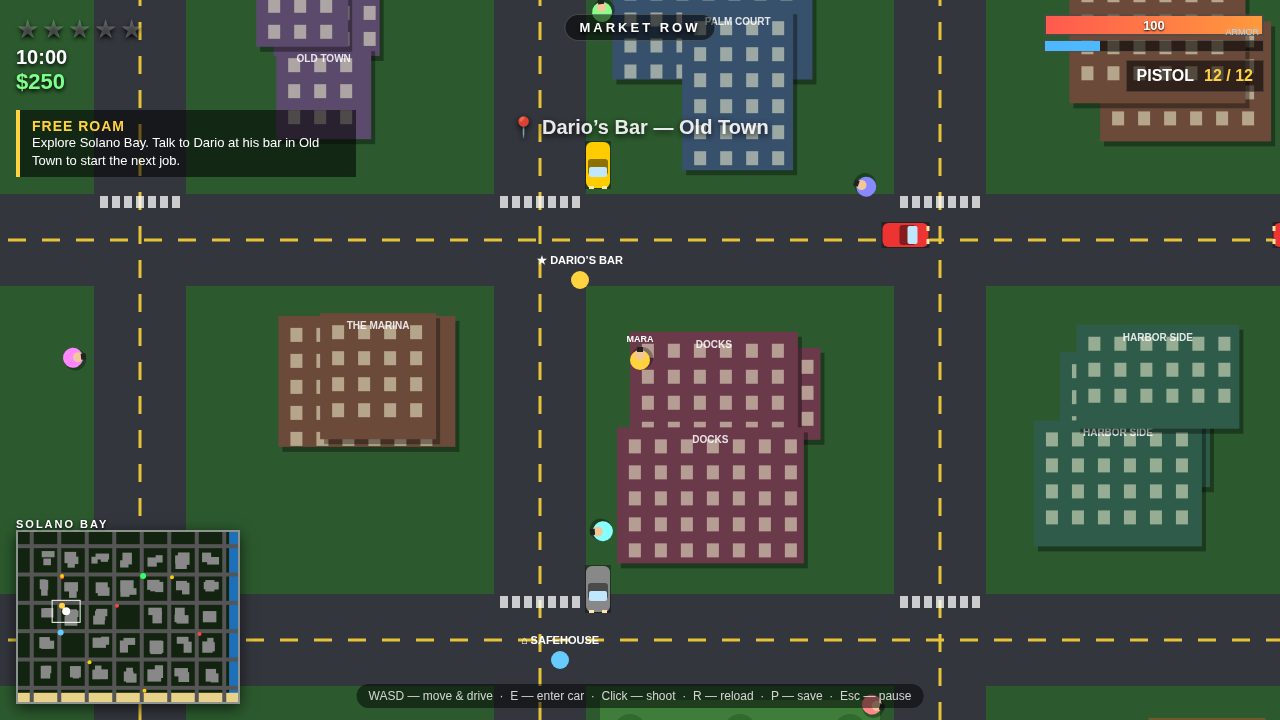 ★★★★★
10:00
$250
FREE ROAM
Explore Solano Bay. Talk to Dario at his bar in Old
Town to start the next job.
OLD TOWN
MARKET ROW
PALM COURT
📍 Dario's Bar — Old Town
100
ARMOR
PISTOL 12 / 12
★ DARIO'S BAR
THE MARINA
MARA
DOCKS
DOCKS
HARBOR SIDE
HARBOR SIDE
SOLANO BAY
⌂ SAFEHOUSE
WASD — move & drive · E — enter car · Click — shoot · R — reload · P — save · Esc — pause